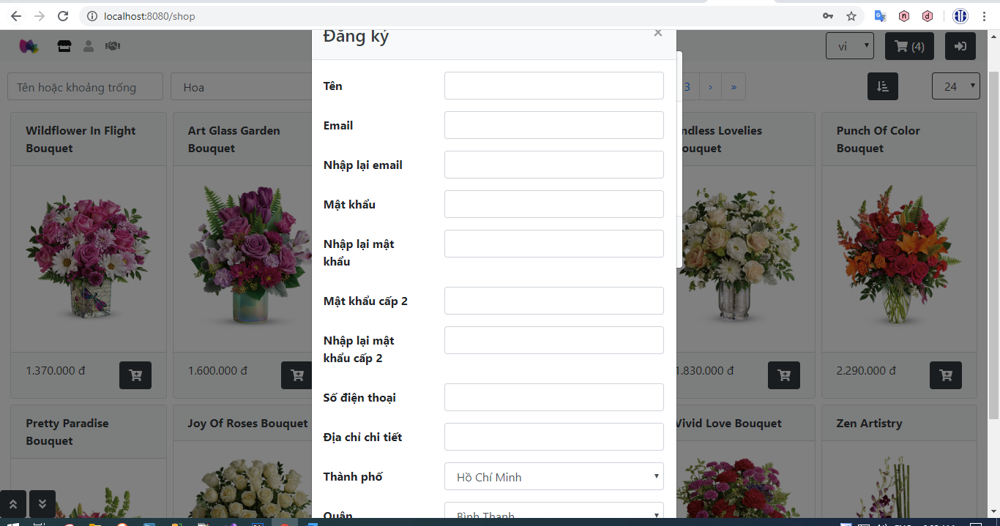 localhost:8080/shop
Đăng ký
×
vi
(4)
Tên hoặc khoảng trống
Hoa
3
›
»
24
Tên
Email
Nhập lại email
Mật khẩu
Nhập lại mật
khẩu
Mật khẩu cấp 2
Nhập lại mật
khẩu cấp 2
Số điện thoại
Địa chỉ chi tiết
Thành phố
Hồ Chí Minh
Quận
Bình Thạnh
Wildflower In Flight
Bouquet
Art Glass Garden
Bouquet
ndless Lovelies
ouquet
Punch Of Color
Bouquet
1.370.000 đ
1.600.000 đ
1.830.000 đ
2.290.000 đ
Pretty Paradise
Bouquet
Joy Of Roses Bouquet
Vivid Love Bouquet
Zen Artistry